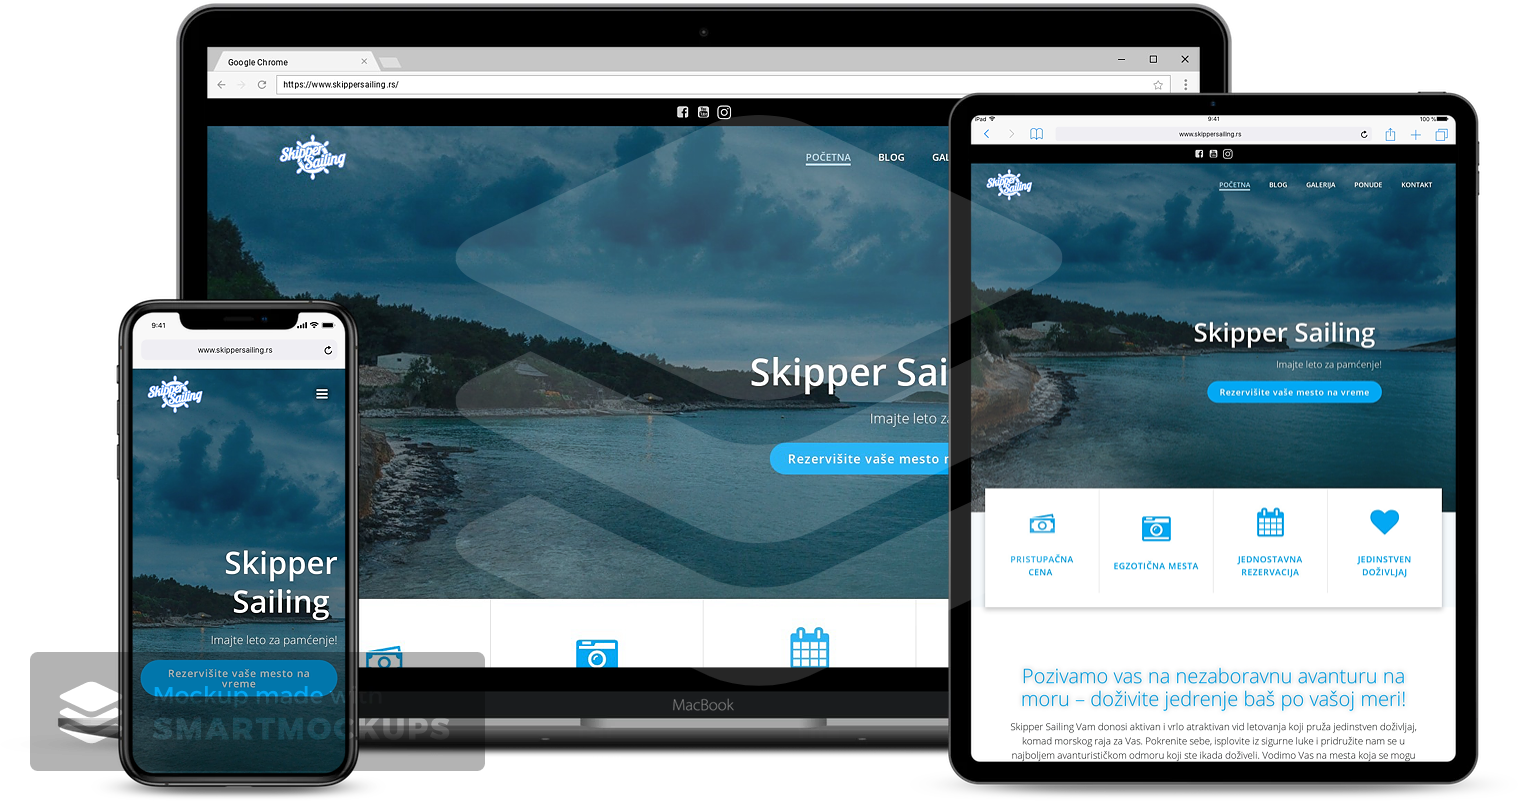 Google Chrome
https://www.skippersailing.rs/
Skipper
Sailing
POČETNA BLOG
Skipper
Imajte leto
Rezervišite vaše mesto
MacBook
iPad 9:41 100 %
www.skippersailing.rs
Skipper
Sailing
POČETNA BLOG GALERIJA PONUDE KONTAKT
Skipper Sailing
Imajte leto za pamćenje!
Rezervišite vaše mesto na vreme
PRISTUPAČNA
CENA
EGZOTIČNA MESTA
JEDNOSTAVNA
REZERVACIJA
JEDINSTVEN
DOŽIVLJAJ
Pozivamo vas na nezaboravnu avanturu na
moru – doživite jedrenje baš po vašoj meri!
Skipper Sailing Vam donosi aktivan i vrlo atraktivan vid letovanja koji pruža jedinstven doživljaj,
komad morskog raja za Vas. Pokrenite sebe, isplovite iz sigurne luke i pridružite nam se u
najboljem avanturističkom odmoru koji ste ikada doživeli. Vodimo Vas na mesta koja se mogu
9:41
www.skippersailing.rs
Skipper
Sailing
Skipper
Sailing
Imajte leto za pamćenje!
Rezervišite vaše mesto na
vreme
Mockup made with
SMARTMOCKUPS